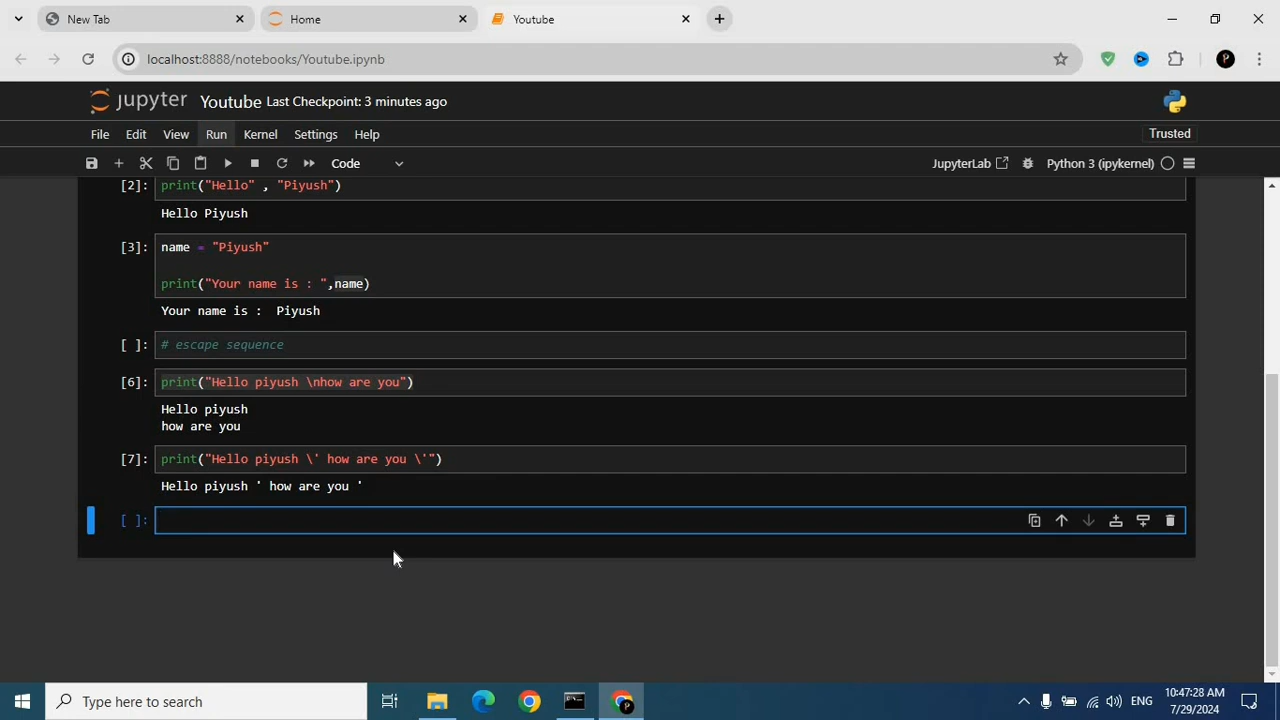 New Tab
Home
Youtube
localhost:8888/notebooks/Youtube.ipynb
P
jupyter Youtube Last Checkpoint: 3 minutes ago
File Edit View Run Kernel Settings Help
Trusted
Code
JupyterLab
Python 3 (ipykernel)
[2]: print("Hello" , "Piyush")
Hello Piyush
[3]: name = "Piyush"
print("Your name is : ",name)
Your name is :  Piyush
[ ]: # escape sequence
[6]: print("Hello piyush \nhow are you")
Hello piyush
how are you
[7]: print("Hello piyush \' how are you \'")
Hello piyush ' how are you '
[ ]:
Type here to search
P
ENG
10:47:28 AM
7/29/2024